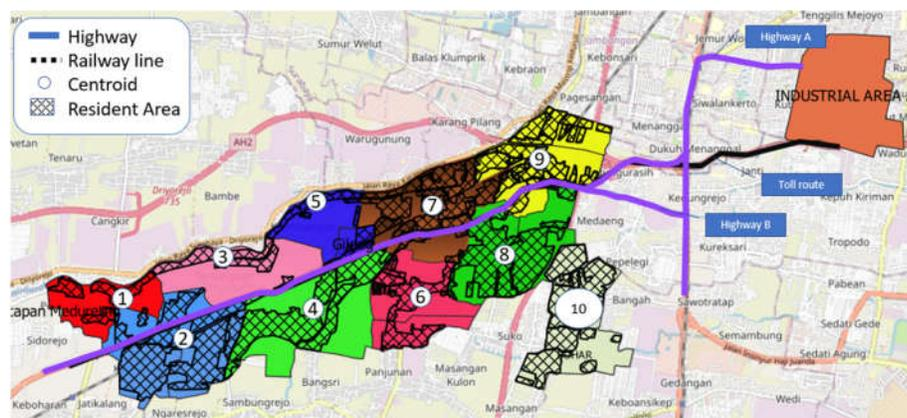 Highway
Railway line
Centroid
Resident Area
Sumur Welut
Balas Klumprik
Kebraon
Kebonsari
Pagesangan
Tenggilis Mejoyo
Highway A
INDUSTRIAL AREA
Siwalankerto
Karang Pilang
Menangga
Warugunung
AH2
Tenaru
Driyorejo
735
Bambe
Cangkir
Dukuh Menanggal
Janti
Toll route
Kepuh Kiriman
Kedungrejo
Medaeng
Highway B
Kureksari
Tropodo
Pepelegi
Bangah
Sawotratap
Pabean
Semambung
Sedati Gede
Sedati Agung
Gedangan
Keboansikep
Wedi
Suko
Masangan
Kulon
Masangan
Panjunan
Bangsri
Sambungrejo
Ngaresrejo
Jatikalang
Keboharan
Sidorejo
1
2
3
4
5
6
7
8
9
10